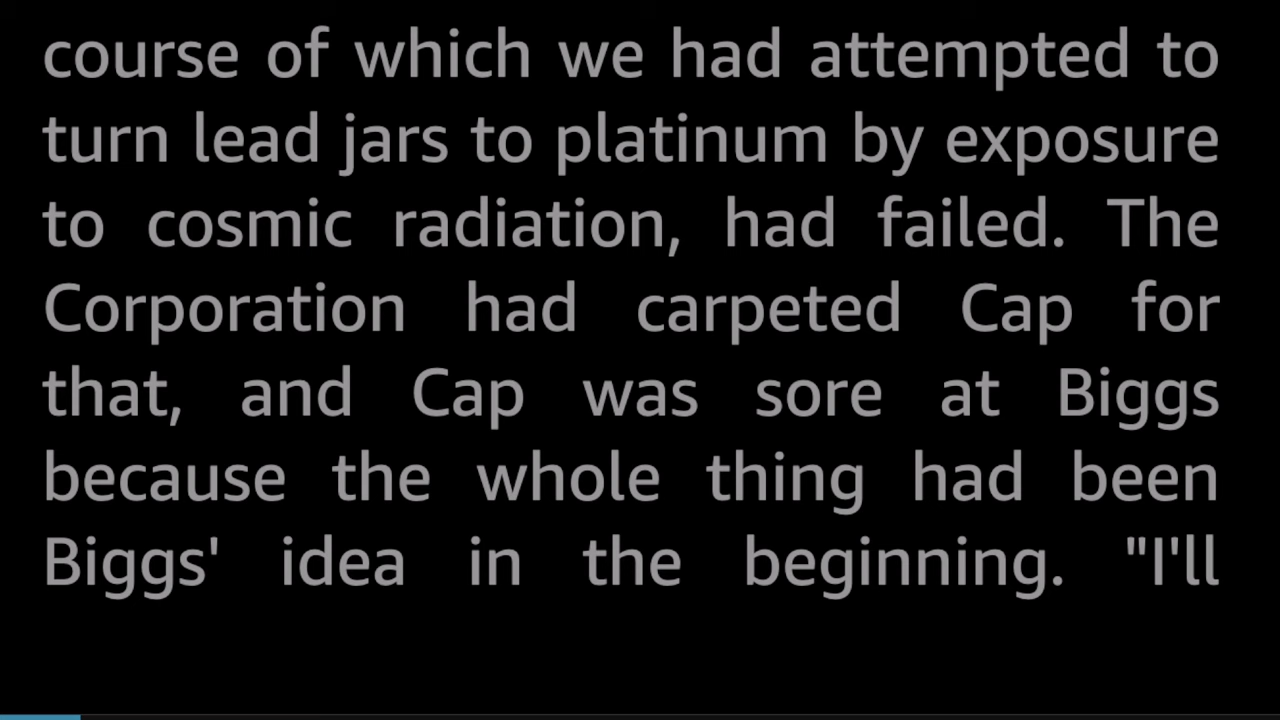 course of which we had attempted to
turn lead jars to platinum by exposure
to cosmic radiation, had failed. The
Corporation had carpeted Cap for
that, and Cap was sore at Biggs
because the whole thing had been
Biggs' idea in the beginning. "I'll